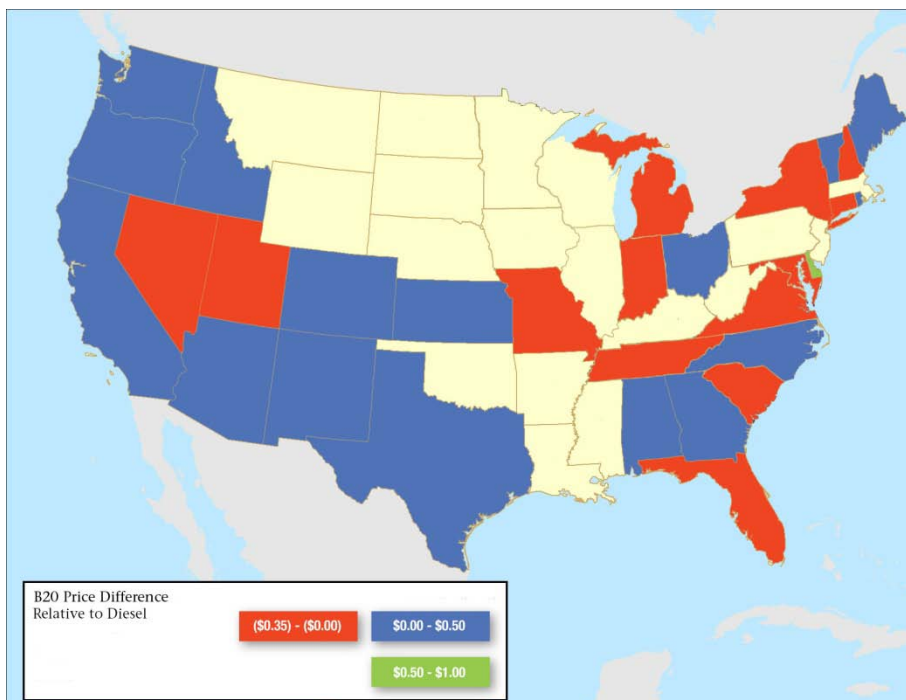 B20 Price Difference
Relative to Diesel
($0.35) - ($0.00)
$0.00 - $0.50
$0.50 - $1.00